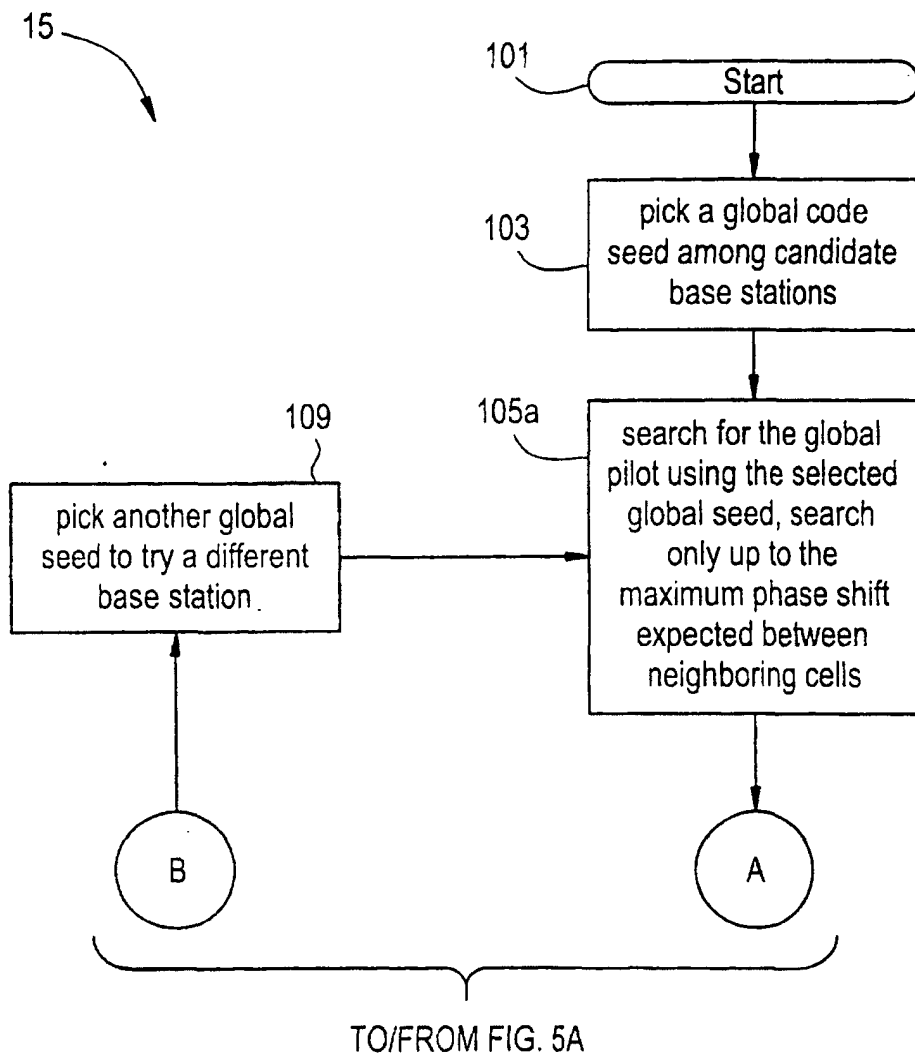 15
101
Start
103
pick a global code
seed among candidate
base stations
109
pick another global
seed to try a different
base station.
105a
search for the global
pilot using the selected
global seed, search
only up to the
maximum phase shift
expected between
neighboring cells
B
A
TO/FROM FIG. 5A